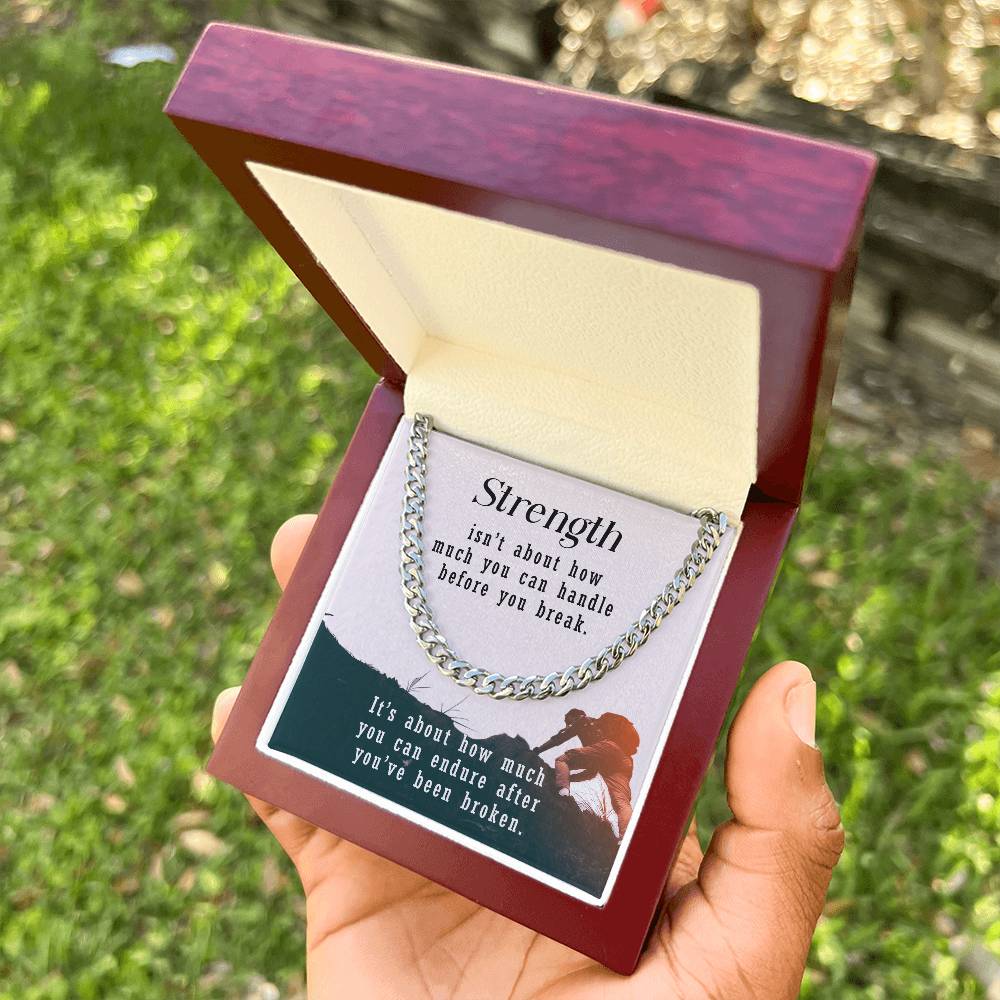 Strength
isn't about how
much you can handle
before you break.
It's about how much
you can endure after
you've been broken.